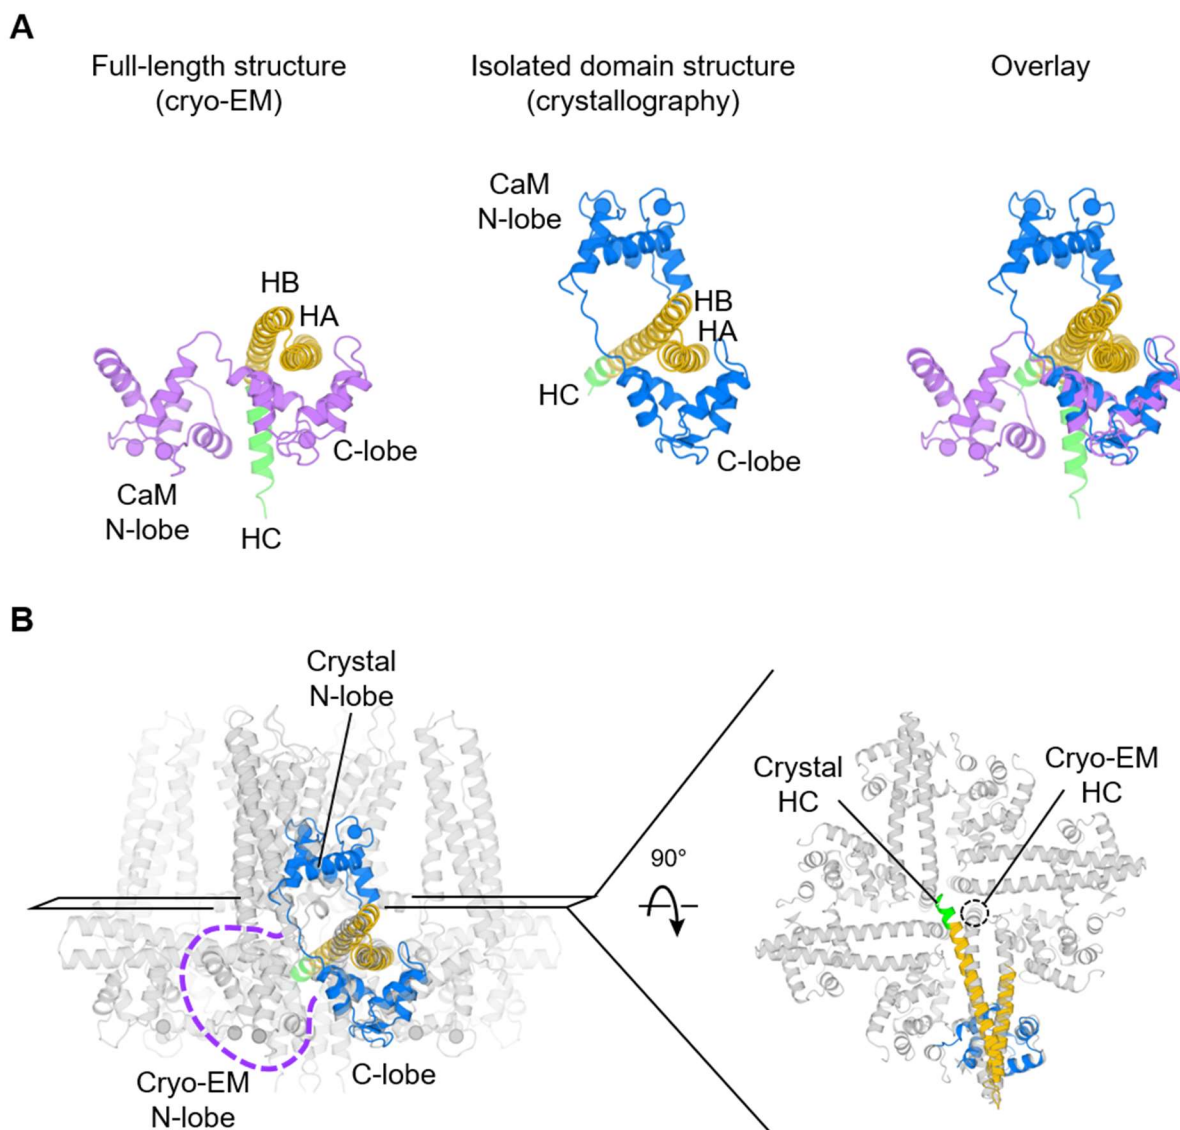 A
Full-length structure
(cryo-EM)
Isolated domain structure
(crystallography)
Overlay
HB
HA
C-lobe
CaM
N-lobe
HC
CaM
N-lobe
HB
HA
HC
C-lobe
B
Crystal
N-lobe
Cryo-EM
N-lobe
C-lobe
90°
Crystal
HC
Cryo-EM
HC